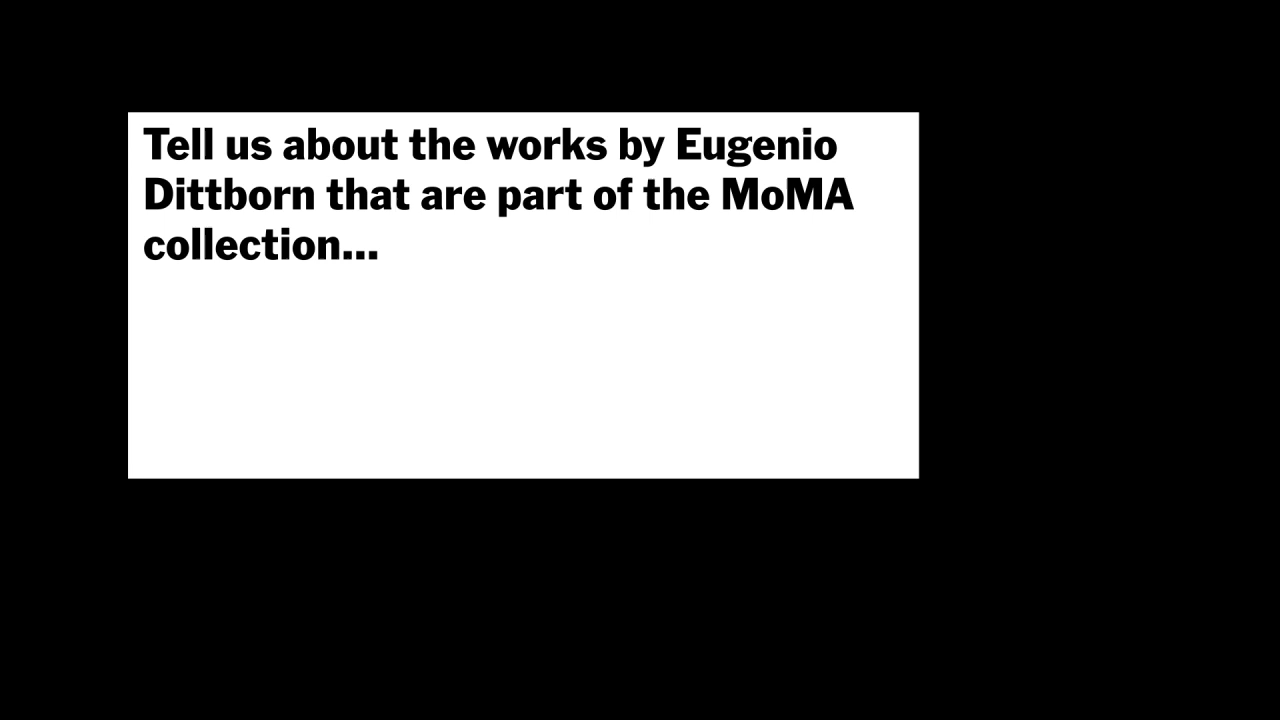 Tell us about the works by Eugenio
Dittborn that are part of the MoMA
collection...